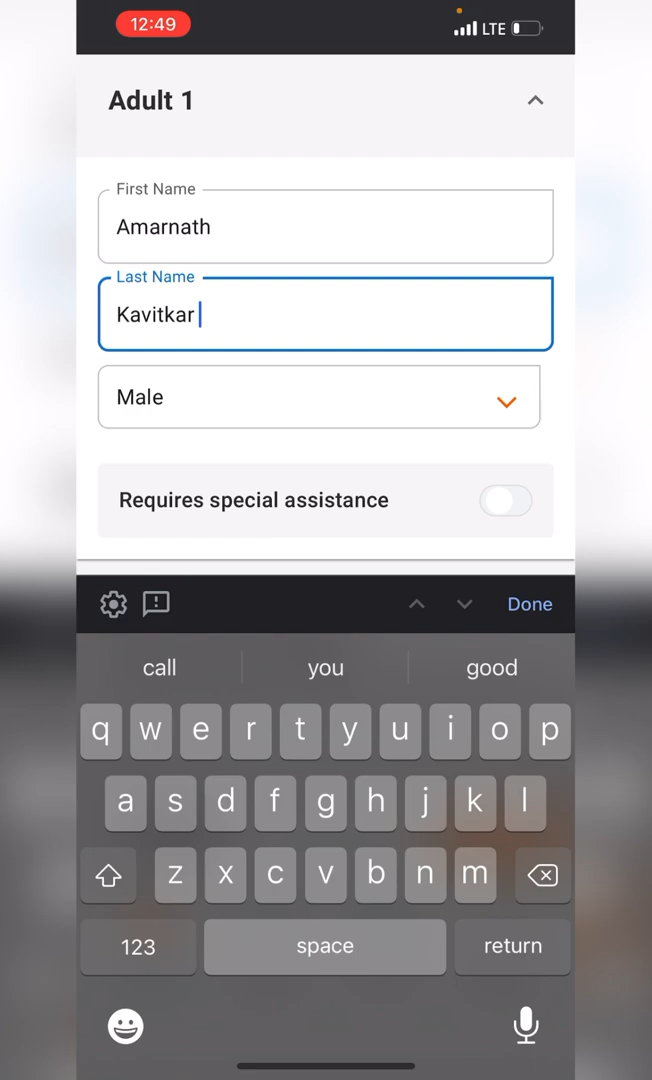 12:49
LTE
Adult 1
First Name
Amarnath
Last Name
Kavitkar
Male
Requires special assistance
Done
call you good
q w e r t y u i o p
a s d f g h j k l
z x c v b n m
123 space return